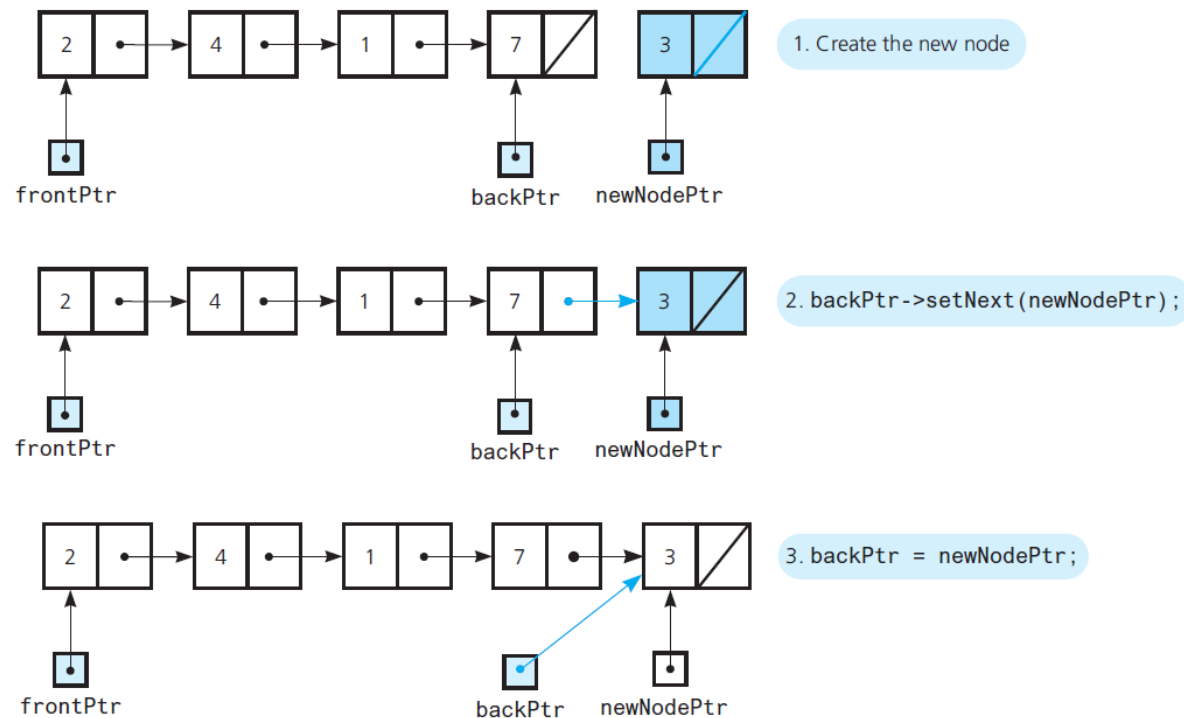 2 4 1 7 3 1. Create the new node
frontPtr backPtr newNodePtr
2 4 1 7 3 2. backPtr->setNext(newNodePtr);
frontPtr backPtr newNodePtr
2 4 1 7 3 3. backPtr = newNodePtr;
frontPtr backPtr newNodePtr